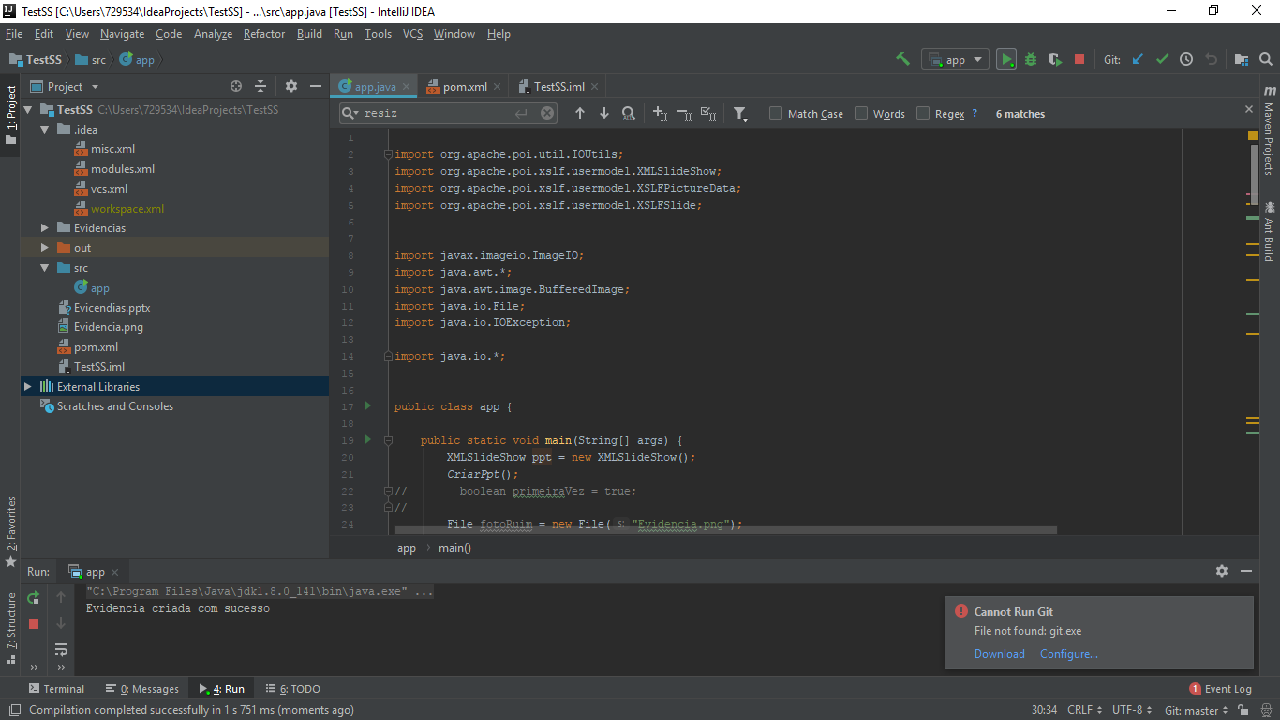 TestSS [C:\Users\729534\IdeaProjects\TestSS] - ...\src\app.java [TestSS] - IntelliJ IDEA
File Edit View Navigate Code Analyze Refactor Build Run Tools VCS Window Help
TestSS src app
app Git:
1: Project
Project
TestSS C:\Users\729534\IdeaProjects\TestSS
.idea
misc.xml
modules.xml
vcs.xml
workspace.xml
Evidencias
out
src
app
Evicendias.pptx
Evidencia.png
pom.xml
TestSS.iml
External Libraries
Scratches and Consoles
app.java pom.xml TestSS.iml
resiz Match Case Words Regex ? 6 matches
1
2 import org.apache.poi.util.IOUtils;
3 import org.apache.poi.xslf.usermodel.XMLSlideShow;
4 import org.apache.poi.xslf.usermodel.XSLFPictureData;
5 import org.apache.poi.xslf.usermodel.XSLFSlide;
6
7
8 import javax.imageio.ImageIO;
9 import java.awt.*;
10 import java.awt.image.BufferedImage;
11 import java.io.File;
12 import java.io.IOException;
13
14 import java.io.*;
15
16
17 public class app {
18
19 public static void main(String[] args) {
20 XMLSlideShow ppt = new XMLSlideShow();
21 CriarPpt();
22 // boolean primeiraVez = true;
23 //
24 File fotoRuim = new File( s: "Evidencia.png");
app main()
Maven Projects
Ant Build
2: Favorites
7: Structure
Run: app
"C:\Program Files\Java\jdk1.8.0_141\bin\java.exe" ...
Evidencia criada com sucesso
Cannot Run Git
File not found: git.exe
Download Configure...
Terminal 0: Messages 4: Run 6: TODO 1 Event Log
Compilation completed successfully in 1 s 751 ms (moments ago) 30:34 CRLF UTF-8 Git: master